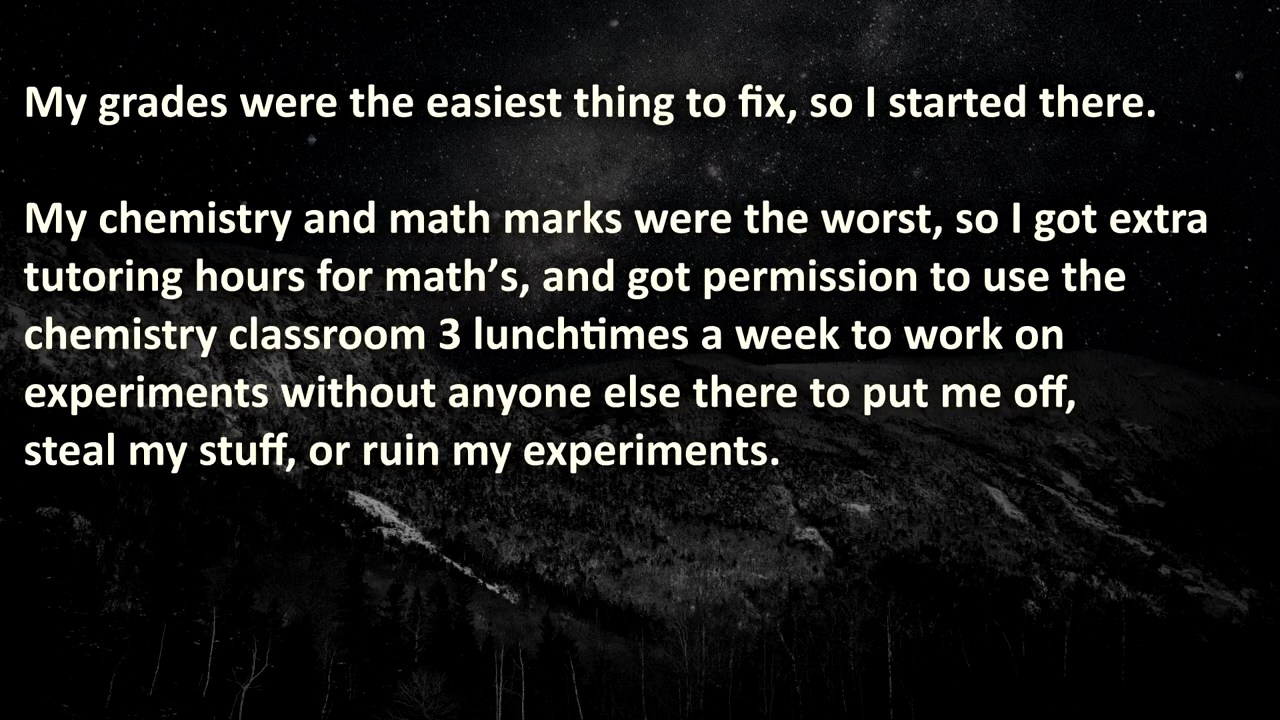 My grades were the easiest thing to fix, so I started there.
My chemistry and math marks were the worst, so I got extra
tutoring hours for math’s, and got permission to use the
chemistry classroom 3 lunchtimes a week to work on
experiments without anyone else there to put me off,
steal my stuff, or ruin my experiments.